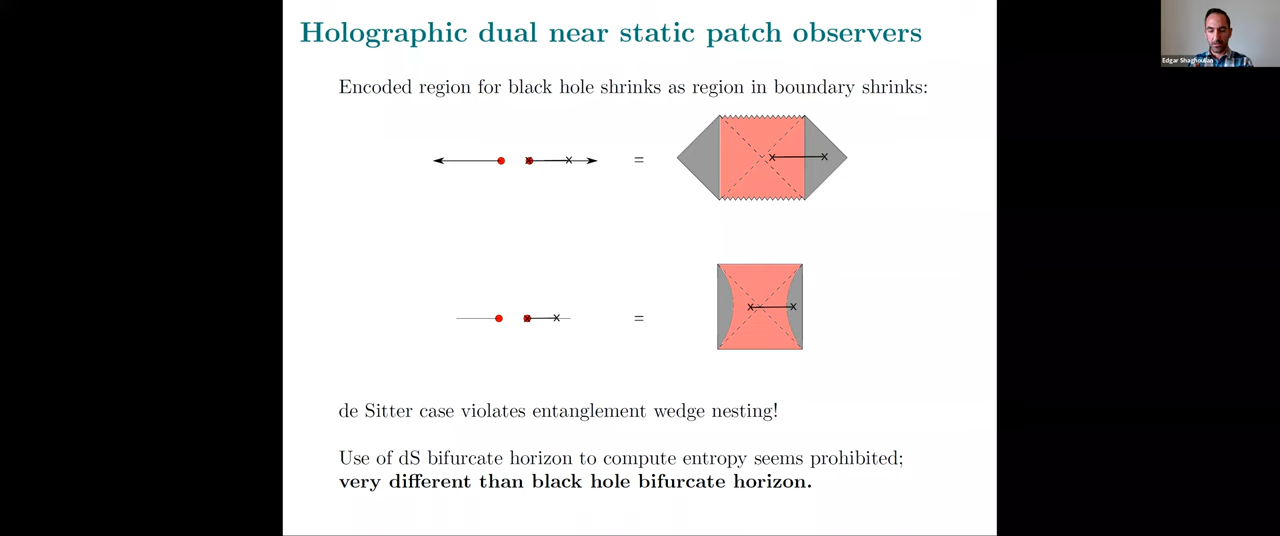 Holographic dual near static patch observers
Edgar Shaghoulian
Encoded region for black hole shrinks as region in boundary shrinks:
=
=
de Sitter case violates entanglement wedge nesting!
Use of dS bifurcate horizon to compute entropy seems prohibited;
very different than black hole bifurcate horizon.